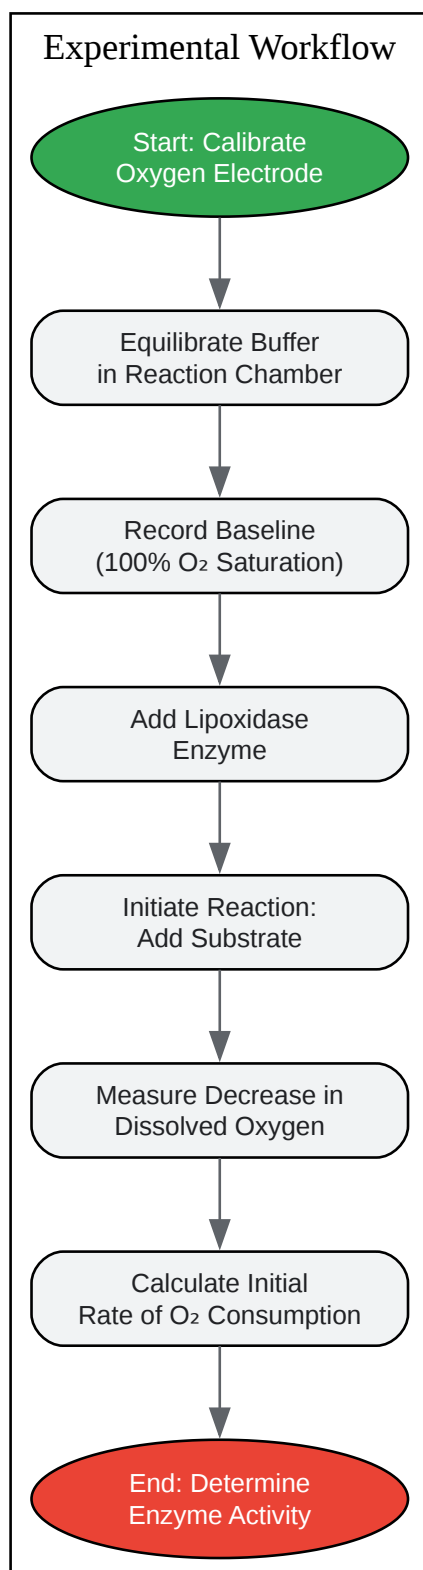 Experimental Workflow
Start: Calibrate
Oxygen Electrode
Equilibrate Buffer
in Reaction Chamber
Record Baseline
(100% O₂ Saturation)
Add Lipoxidase
Enzyme
Initiate Reaction:
Add Substrate
Measure Decrease in
Dissolved Oxygen
Calculate Initial
Rate of O₂ Consumption
End: Determine
Enzyme Activity